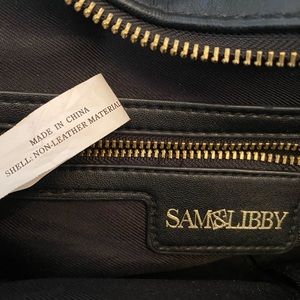 MADE IN CHINA
SHELL: NON-LEATHER MATERIAL
SAM&LIBBY